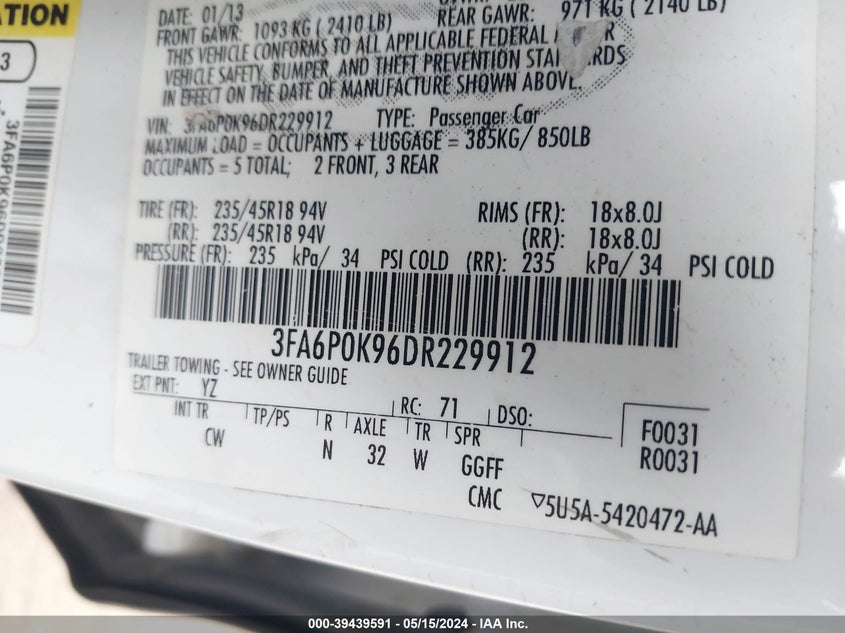 ATION
3
3FA6P0K96D
DATE: 01/13
FRONT GAWR: 1093 KG ( 2410 LB)
REAR GAWR: 971 KG ( 2140 LB)
THIS VEHICLE CONFORMS TO ALL APPLICABLE FEDERAL
VEHICLE SAFETY, BUMPER, AND THEFT PREVENTION STANDARDS
IN EFFECT ON THE DATE OF MANUFACTURE SHOWN ABOVE.
VIN: 3FA6P0K96DR229912 TYPE: Passenger Car
MAXIMUM LOAD = OCCUPANTS + LUGGAGE = 385KG/ 850LB
OCCUPANTS = 5 TOTAL; 2 FRONT, 3 REAR
TIRE (FR): 235/45R18 94V RIMS (FR): 18x8.0J
(RR): 235/45R18 94V (RR): 18x8.0J
PRESSURE (FR): 235 kPa/ 34 PSI COLD (RR): 235 kPa/ 34 PSI COLD
3FA6P0K96DR229912
TRAILER TOWING - SEE OWNER GUIDE
EXT PNT: YZ RC: 71 DSO:
INT TR TP/PS R AXLE TR SPR F0031
CW N 32 W GGFF R0031
CMC ▽5U5A-5420472-AA
000-39439591 - 05/15/2024 - IAA Inc.